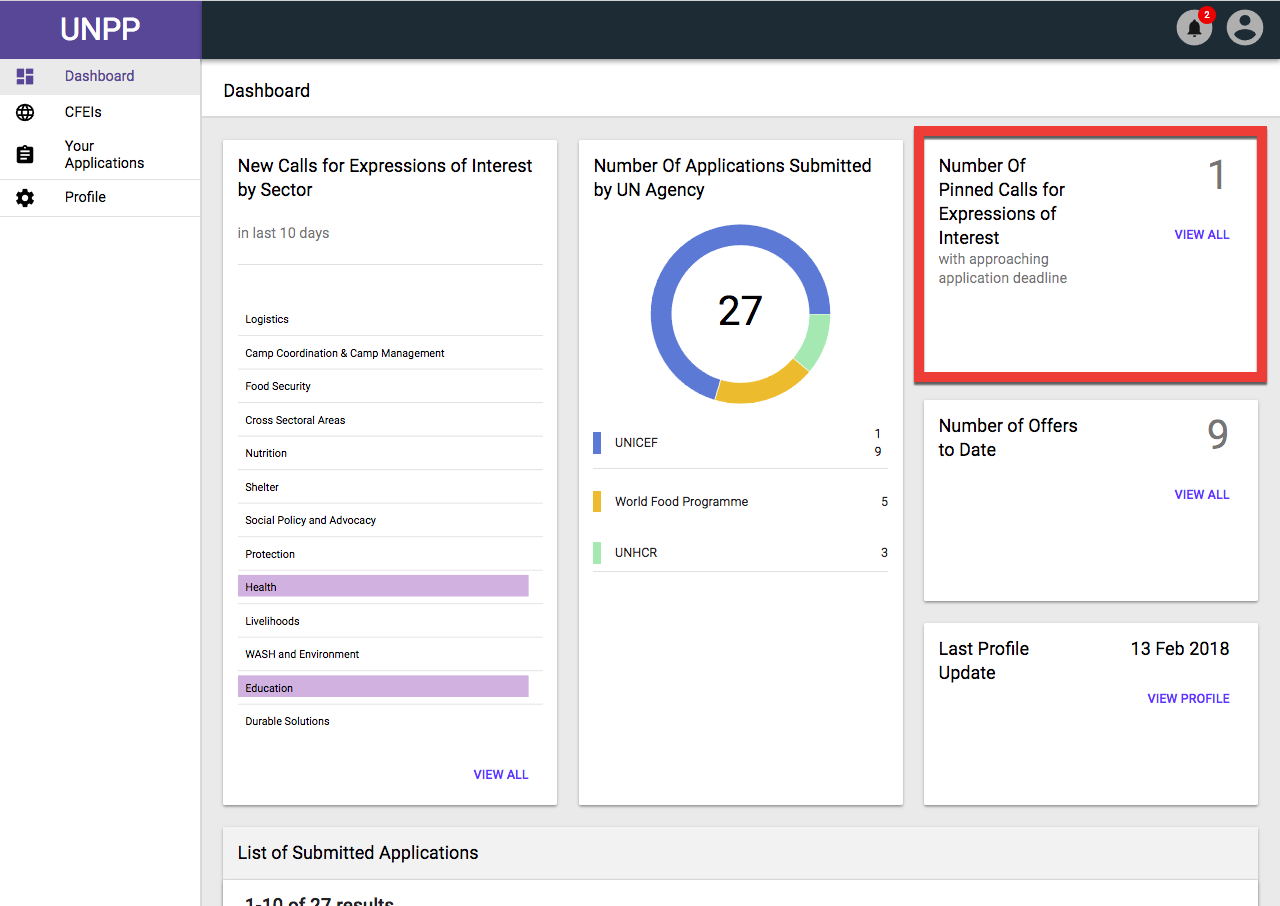 UNPP
2
Dashboard
CFEIs
Your
Applications
Profile
Dashboard
New Calls for Expressions of Interest
by Sector
in last 10 days
Logistics
Camp Coordination & Camp Management
Food Security
Cross Sectoral Areas
Nutrition
Shelter
Social Policy and Advocacy
Protection
Health
Livelihoods
WASH and Environment
Education
Durable Solutions
VIEW ALL
Number Of Applications Submitted
by UN Agency
27
UNICEF
1
9
World Food Programme 5
UNHCR 3
Number Of
Pinned Calls for
Expressions of
Interest
with approaching
application deadline
1
VIEW ALL
Number of Offers
to Date
9
VIEW ALL
Last Profile
Update
13 Feb 2018
VIEW PROFILE
List of Submitted Applications
1-10 of 27 results